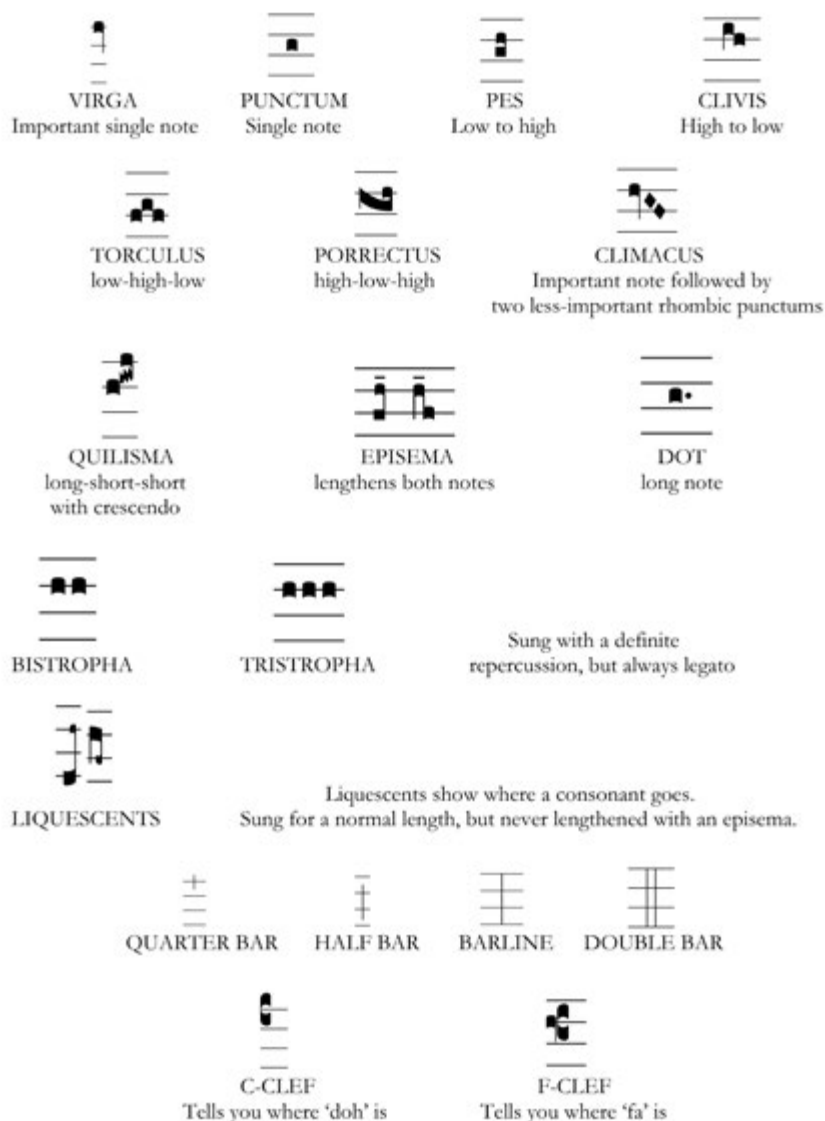 VIRGA PUNCTUM PES CLIVIS
Important single note Single note Low to high High to low
TORCULUS PORRECTUS CLIMACUS
low-high-low high-low-high Important note followed by
two less-important rhombic punctums
QUILISMA EPISEMA DOT
long-short-short lengthens both notes long note
with crescendo
Sung with a definite
BISTROPHA TRISTROPHA repercussion, but always legato
Liquescents show where a consonant goes.
LIQUESCENTS Sung for a normal length, but never lengthened with an episema.
QUARTER BAR HALF BAR BARLINE DOUBLE BAR
C-CLEF F-CLEF
Tells you where ‘doh’ is Tells you where ‘fa’ is